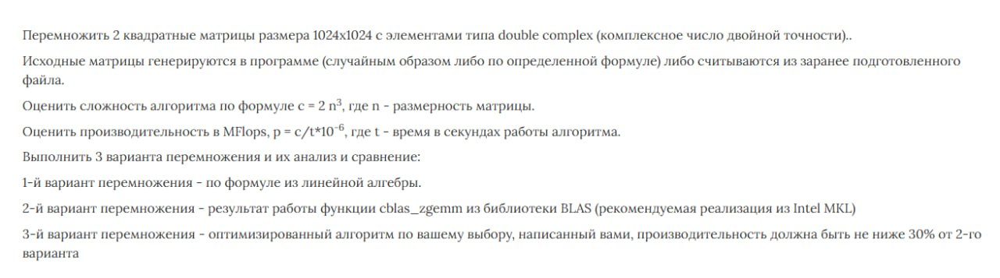 Перемножить 2 квадратные матрицы размера 1024x1024 с элементами типа double complex (комплексное число двойной точности)..
Исходные матрицы генерируются в программе (случайным образом либо по определенной формуле) либо считываются из заранее подготовленного
файла.
Оценить сложность алгоритма по формуле c = 2 n³, где n - размерность матрицы.
Оценить производительность в MFlops, p = c/t*10⁻⁶, где t - время в секундах работы алгоритма.
Выполнить 3 варианта перемножения и их анализ и сравнение:
1-й вариант перемножения - по формуле из линейной алгебры.
2-й вариант перемножения - результат работы функции cblas_zgemm из библиотеки BLAS (рекомендуемая реализация из Intel MKL)
3-й вариант перемножения - оптимизированный алгоритм по вашему выбору, написанный вами, производительность должна быть не ниже 30% от 2-го
варианта